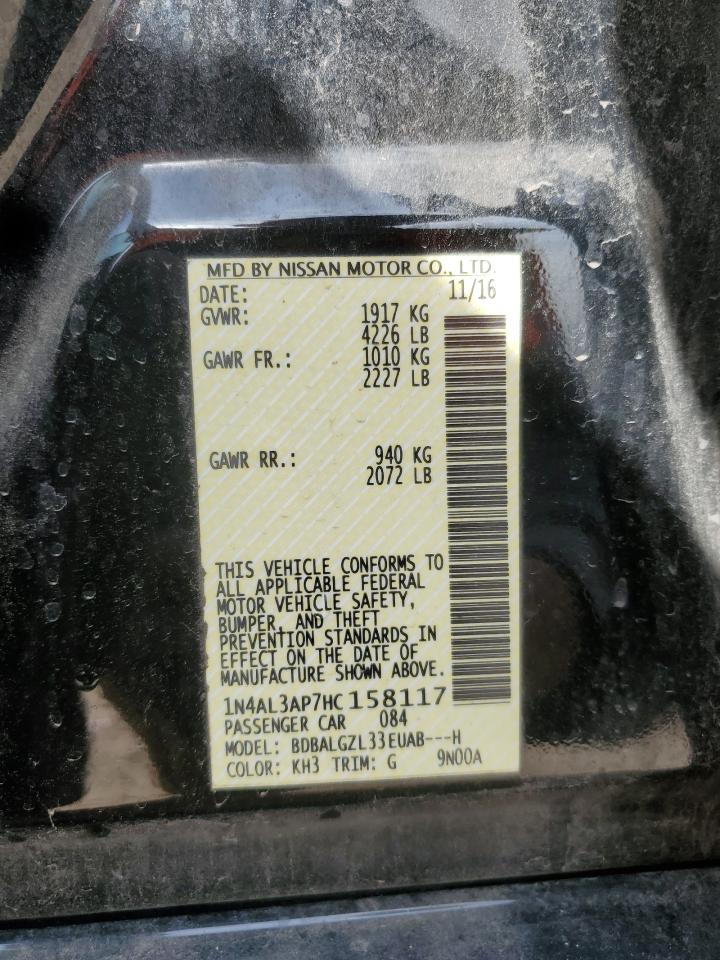 MFD BY NISSAN MOTOR CO., LTD.
DATE: 11/16
GVWR: 1917 KG
4226 LB
GAWR FR.: 1010 KG
2227 LB
GAWR RR.: 940 KG
2072 LB
THIS VEHICLE CONFORMS TO
ALL APPLICABLE FEDERAL
MOTOR VEHICLE SAFETY,
BUMPER, AND THEFT
PREVENTION STANDARDS IN
EFFECT ON THE DATE OF
MANUFACTURE SHOWN ABOVE.
1N4AL3AP7HC158117
PASSENGER CAR 084
MODEL: BDBALGZL33EUAB---H
COLOR: KH3 TRIM: G 9N00A